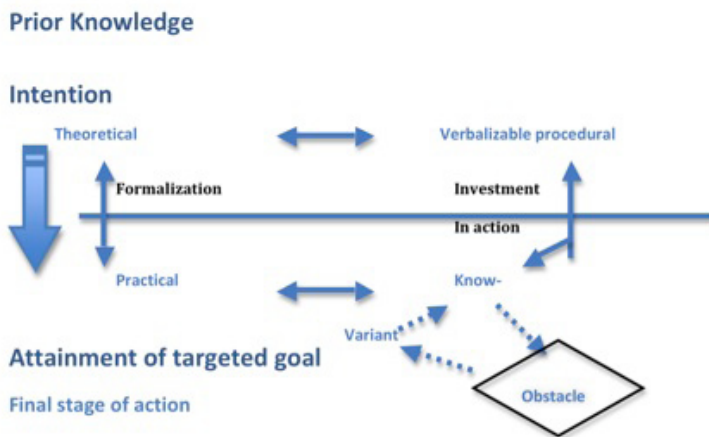 Prior Knowledge
Intention
Theoretical
Verbalizable procedural
Formalization
Investment
In action
Practical
Know-
Variant
Attainment of targeted goal
Obstacle
Final stage of action